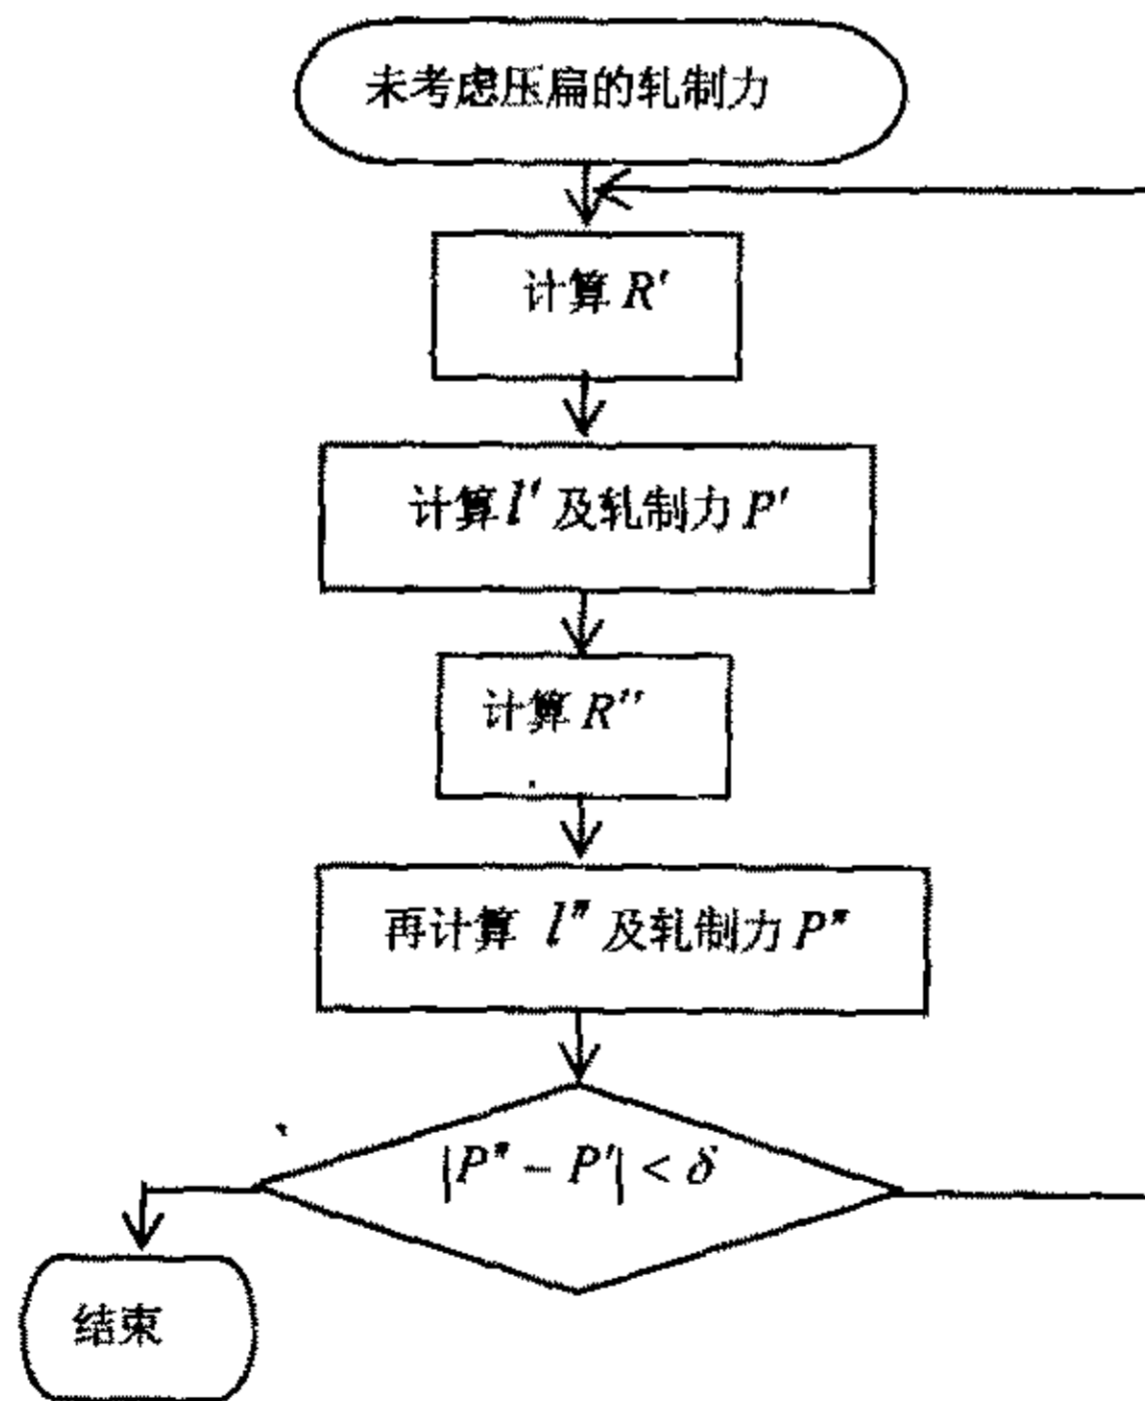 未考虑压扁的轧制力
计算 R'
计算 l' 及轧制力 P'
计算 R''
再计算 l" 及轧制力 P"
|P" - P'| < δ
结束